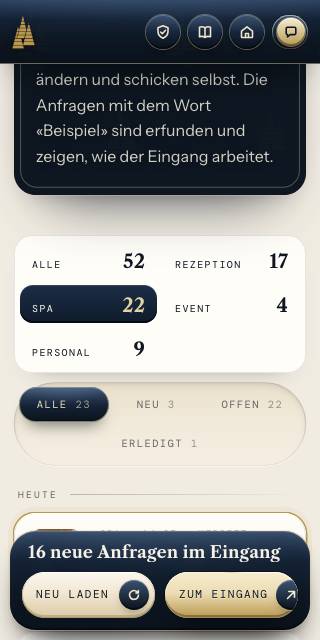 ändern und schicken selbst. Die
Anfragen mit dem Wort
«Beispiel» sind erfunden und
zeigen, wie der Eingang arbeitet.
ALLE 52 REZEPTION 17
SPA 22 EVENT 4
PERSONAL 9
ALLE 23 NEU 3 OFFEN 22
ERLEDIGT 1
HEUTE
16 neue Anfragen im Eingang
NEU LADEN ZUM EINGANG